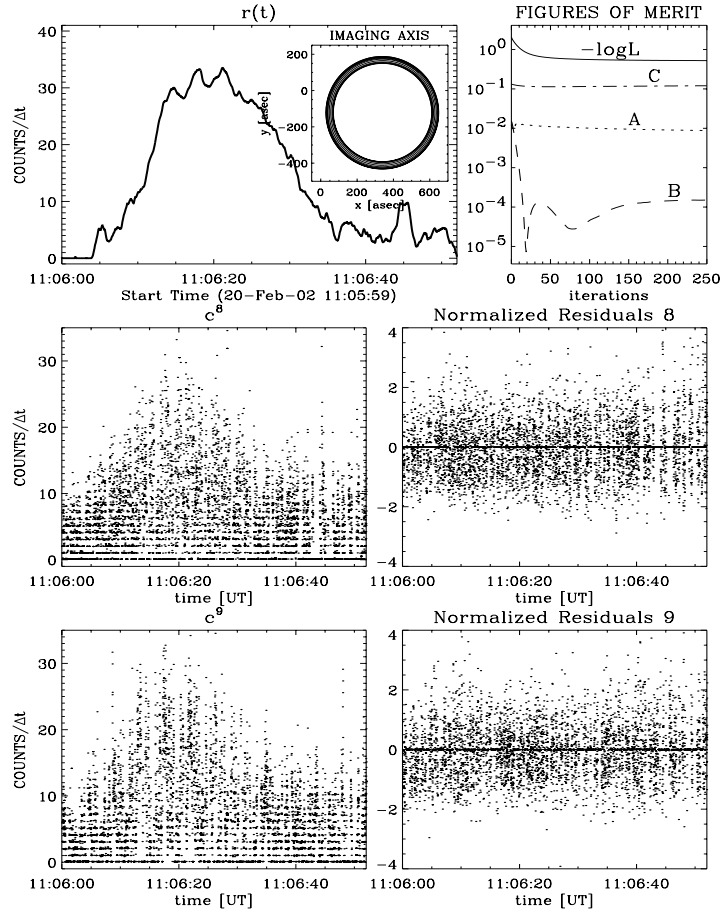 r(t)
FIGURES OF MERIT
40
30
20
10
0
COUNTS/Δt
IMAGING AXIS
200
0
-200
-400
y [asec]
0 200 400 600
x [asec]
11:06:00 11:06:20 11:06:40
Start Time (20-Feb-02 11:05:59)
10^0
10^-1
10^-2
10^-3
10^-4
10^-5
-logL
C
A
B
0 50 100 150 200 250
iterations
c^8
Normalized Residuals 8
30
20
10
0
COUNTS/Δt
11:06:00 11:06:20 11:06:40
time [UT]
4
2
0
-2
-4
11:06:00 11:06:20 11:06:40
time [UT]
c^9
Normalized Residuals 9
30
20
10
0
COUNTS/Δt
11:06:00 11:06:20 11:06:40
time [UT]
4
2
0
-2
-4
11:06:00 11:06:20 11:06:40
time [UT]